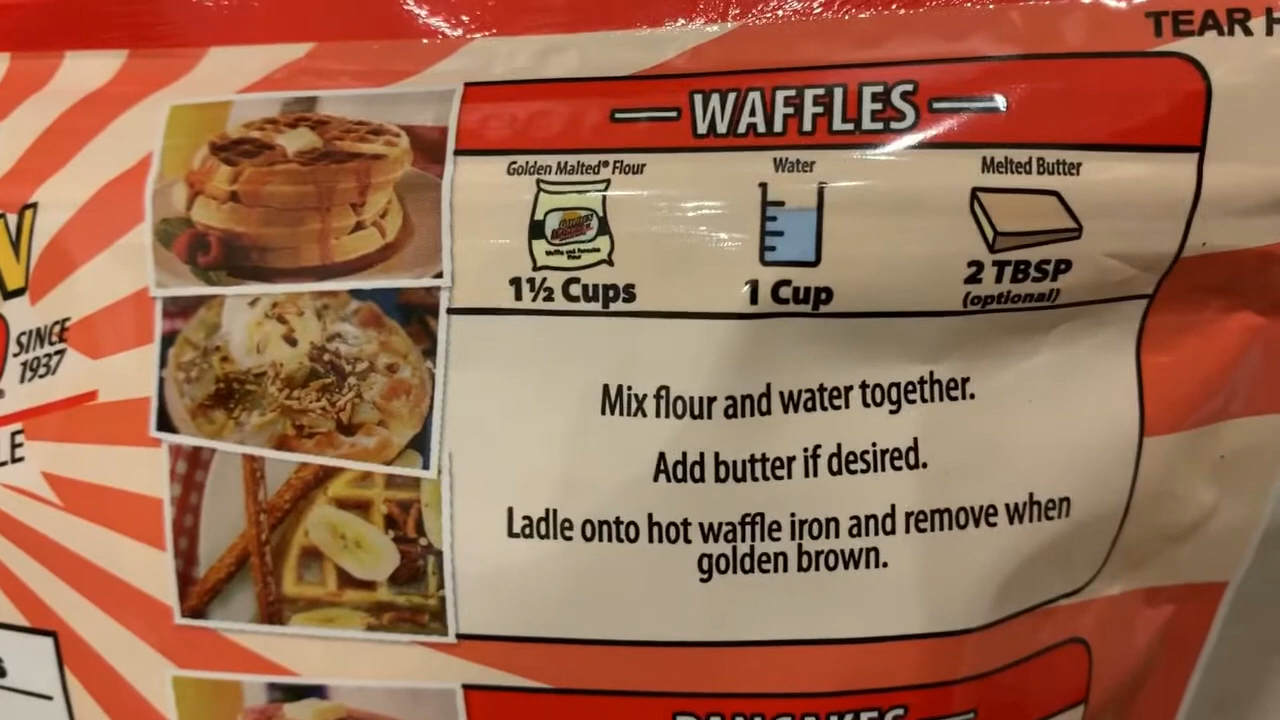 TEAR
— WAFFLES —
Golden Malted® Flour
Water
Melted Butter
1½ Cups
1 Cup
2 TBSP
(optional)
SINCE
1937
Mix flour and water together.
Add butter if desired.
Ladle onto hot waffle iron and remove when
golden brown.
PANCAKES —